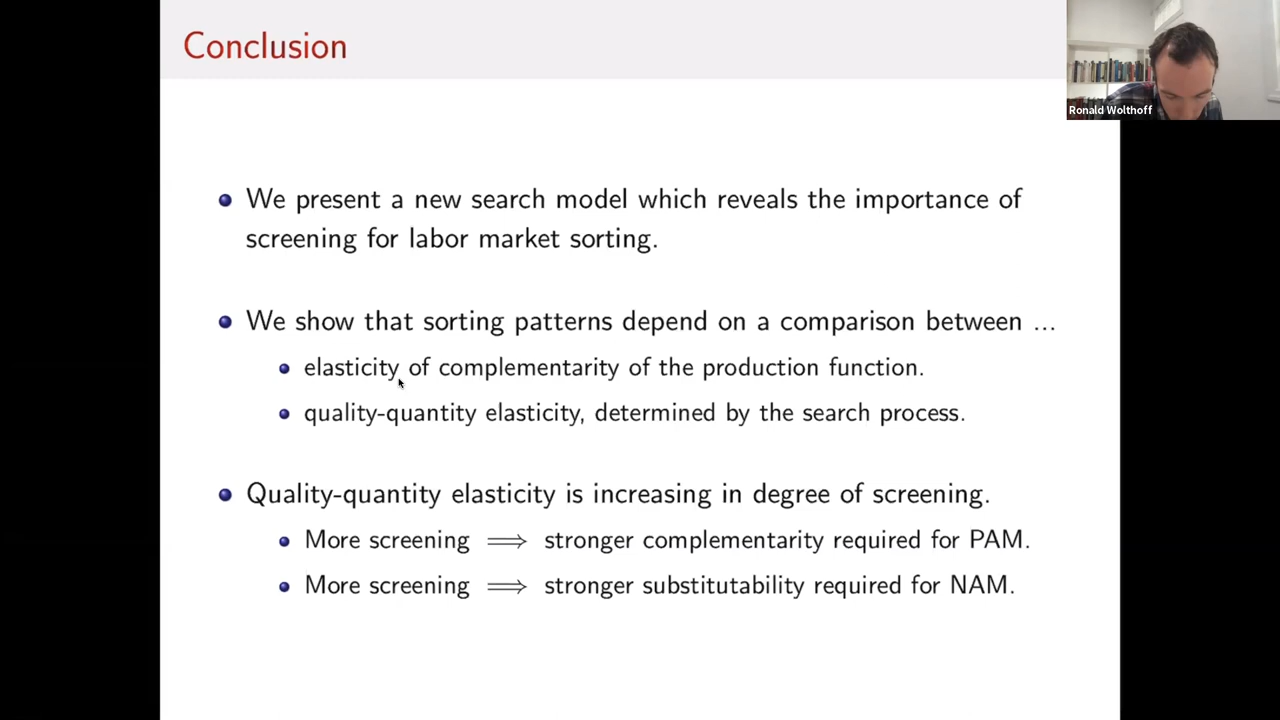 Conclusion
Ronald Wolthoff
We present a new search model which reveals the importance of
screening for labor market sorting.
We show that sorting patterns depend on a comparison between ...
elasticity of complementarity of the production function.
quality-quantity elasticity, determined by the search process.
Quality-quantity elasticity is increasing in degree of screening.
More screening ⟹ stronger complementarity required for PAM.
More screening ⟹ stronger substitutability required for NAM.